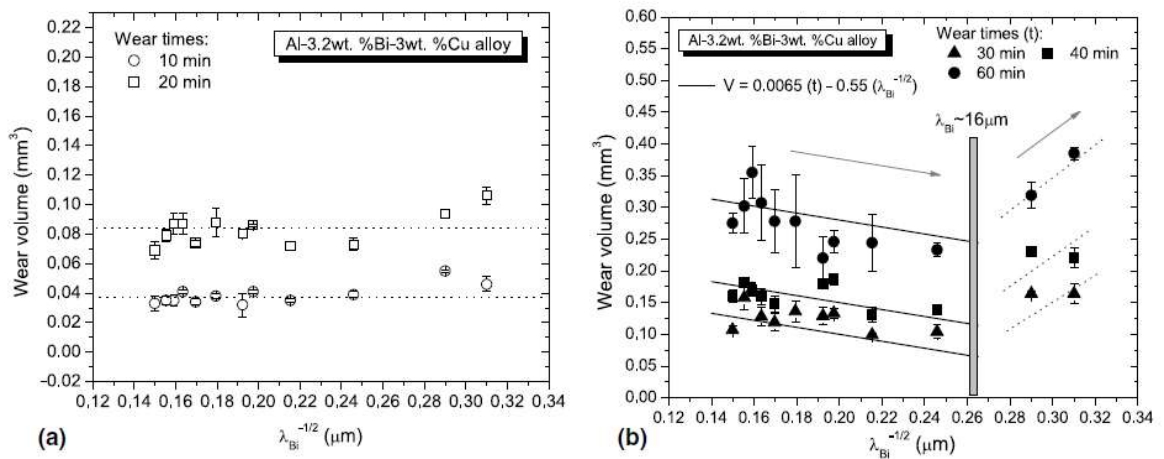 0.23
0.22
0.20
0.18
0.16
0.14
0.12
0.10
0.08
0.06
0.04
0.02
0.00
−0.02
Wear volume (mm³)
Wear times:
10 min
20 min
Al-3.2wt. %Bi-3wt. %Cu alloy
0,12 0,14 0,16 0,18 0,20 0,22 0,24 0,26 0,28 0,30 0,32 0,34
(a)
λBi⁻¹/² (μm)
0.60
0.55
0.50
0.45
0.40
0.35
0.30
0.25
0.20
0.15
0.10
0.05
0.00
Wear volume (mm³)
Al-3.2wt. %Bi-3wt. %Cu alloy
Wear times (t):
30 min 40 min
60 min
V = 0.0065 (t) − 0.55 (λBi⁻¹/²)
λBi~16μm
0.12 0.14 0.16 0.18 0.20 0.22 0.24 0.26 0.28 0.30 0.32 0.34
(b)
λBi⁻¹/² (μm)